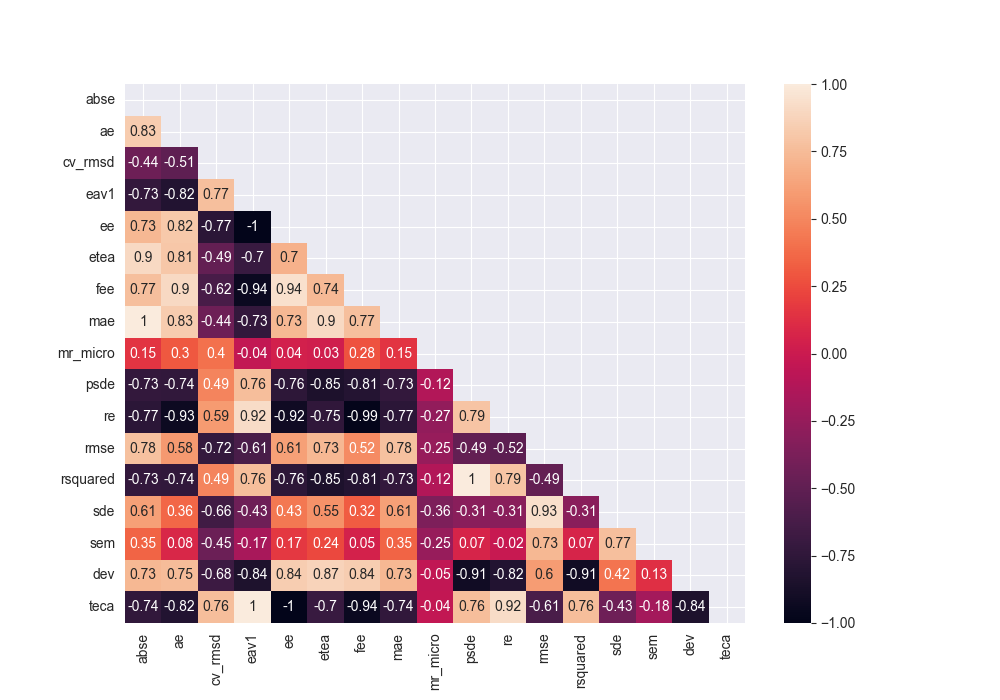 abse
ae 0.83
cv_rmsd -0.44 -0.51
eav1 -0.73 -0.82 0.77
ee 0.73 0.82 -0.77 -1
etea 0.9 0.81 -0.49 -0.7 0.7
fee 0.77 0.9 -0.62 -0.94 0.94 0.74
mae 1 0.83 -0.44 -0.73 0.73 0.9 0.77
mr_micro 0.15 0.3 0.4 -0.04 0.04 0.03 0.28 0.15
psde -0.73 -0.74 0.49 0.76 -0.76 -0.85 -0.81 -0.73 -0.12
re -0.77 -0.93 0.59 0.92 -0.92 -0.75 -0.99 -0.77 -0.27 0.79
rmse 0.78 0.58 -0.72 -0.61 0.61 0.73 0.52 0.78 -0.25 -0.49 -0.52
rsquared -0.73 -0.74 0.49 0.76 -0.76 -0.85 -0.81 -0.73 -0.12 1 0.79 -0.49
sde 0.61 0.36 -0.66 -0.43 0.43 0.55 0.32 0.61 -0.36 -0.31 -0.31 0.93 -0.31
sem 0.35 0.08 -0.45 -0.17 0.17 0.24 0.05 0.35 -0.25 0.07 -0.02 0.73 0.07 0.77
dev 0.73 0.75 -0.68 -0.84 0.84 0.87 0.84 0.73 -0.05 -0.91 -0.82 0.6 -0.91 0.42 0.13
teca -0.74 -0.82 0.76 1 -1 -0.7 -0.94 -0.74 -0.04 0.76 0.92 -0.61 0.76 -0.43 -0.18 -0.84
abse ae cv_rmsd eav1 ee etea fee mae mr_micro psde re rmse rsquared sde sem dev teca
1.00
0.75
0.50
0.25
0.00
−0.25
−0.50
−0.75
−1.00